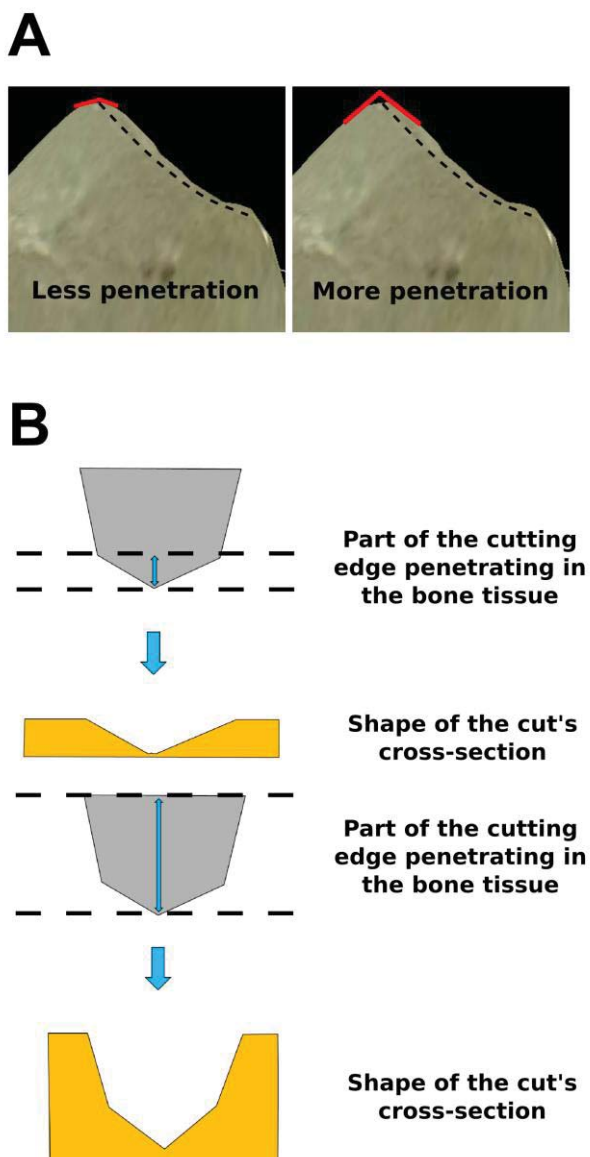 A
Less penetration
More penetration
B
Part of the cutting
edge penetrating in
the bone tissue
Shape of the cut's
cross-section
Part of the cutting
edge penetrating in
the bone tissue
Shape of the cut's
cross-section